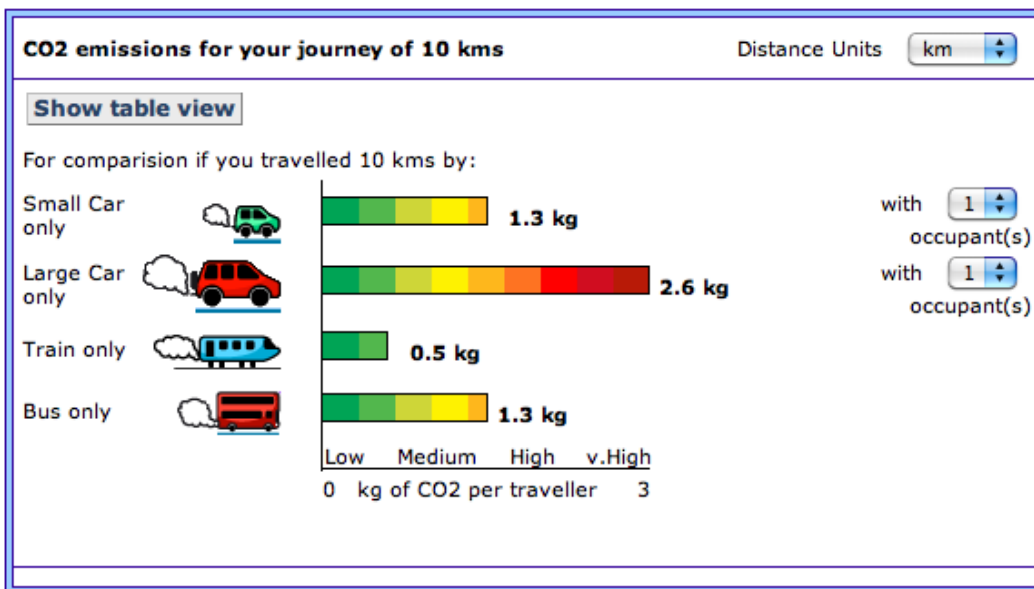 CO2 emissions for your journey of 10 kms Distance Units km
Show table view
For comparision if you travelled 10 kms by:
Small Car
only
1.3 kg
with 1
occupant(s)
Large Car
only
2.6 kg
with 1
occupant(s)
Train only 0.5 kg
Bus only 1.3 kg
Low Medium High v.High
0 kg of CO2 per traveller 3